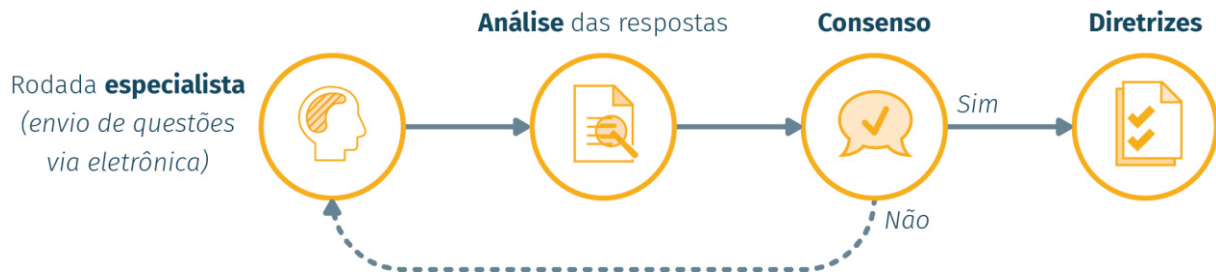 Rodada especialista
(envio de questões
via eletrônica)
Análise das respostas
Consenso
Sim
Não
Diretrizes